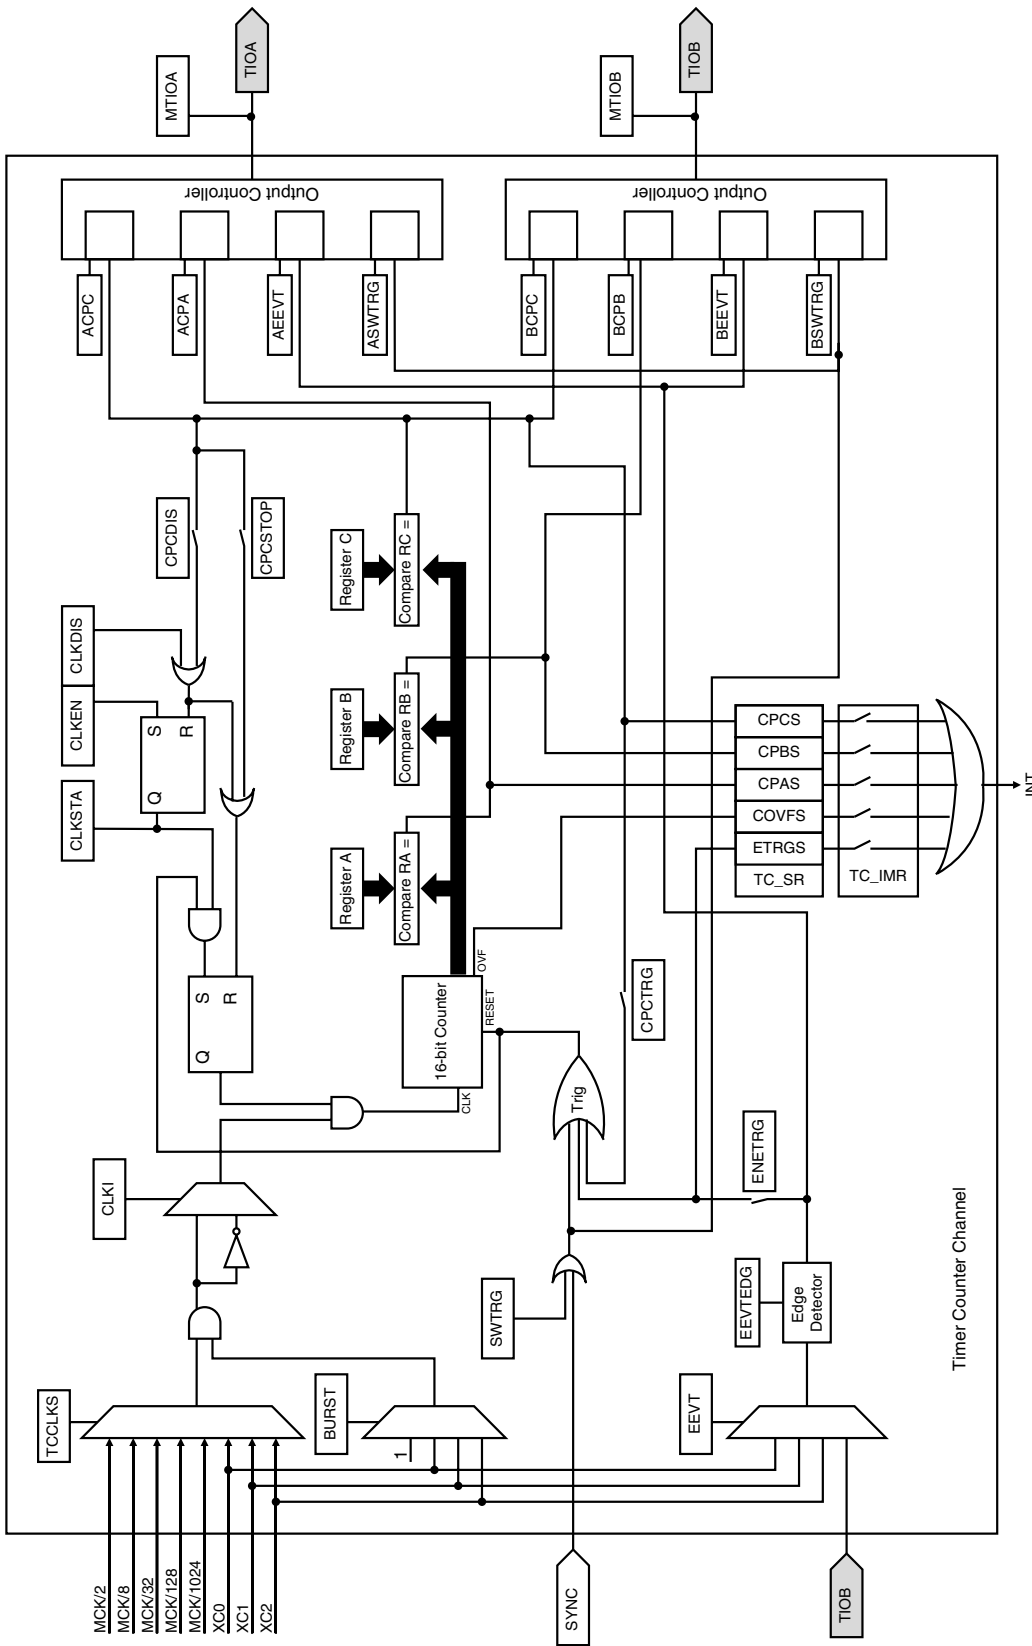 TIOA
MTIOA
TIOB
MTIOB
Output Controller
Output Controller
ACPC
ACPA
AEEVT
ASWTRG
BCPC
BCPB
BEEVT
BSWTRG
CPCDIS
CPCSTOP
CLKDIS
CLKEN
CLKSTA
S
R
Q
S
R
Q
Register C
Compare RC =
Register B
Compare RB =
Register A
Compare RA =
16-bit Counter
OVF
RESET
CLK
CPCS
CPBS
CPAS
COVFS
ETRGS
TC_SR
TC_IMR
INT
CPCTRG
Trig
ENETRG
CLKI
SWTRG
EEVTEDG
Edge
Detector
Timer Counter Channel
TCCLKS
BURST
1
EEVT
MCK/2
MCK/8
MCK/32
MCK/128
MCK/1024
XC0
XC1
XC2
SYNC
TIOB